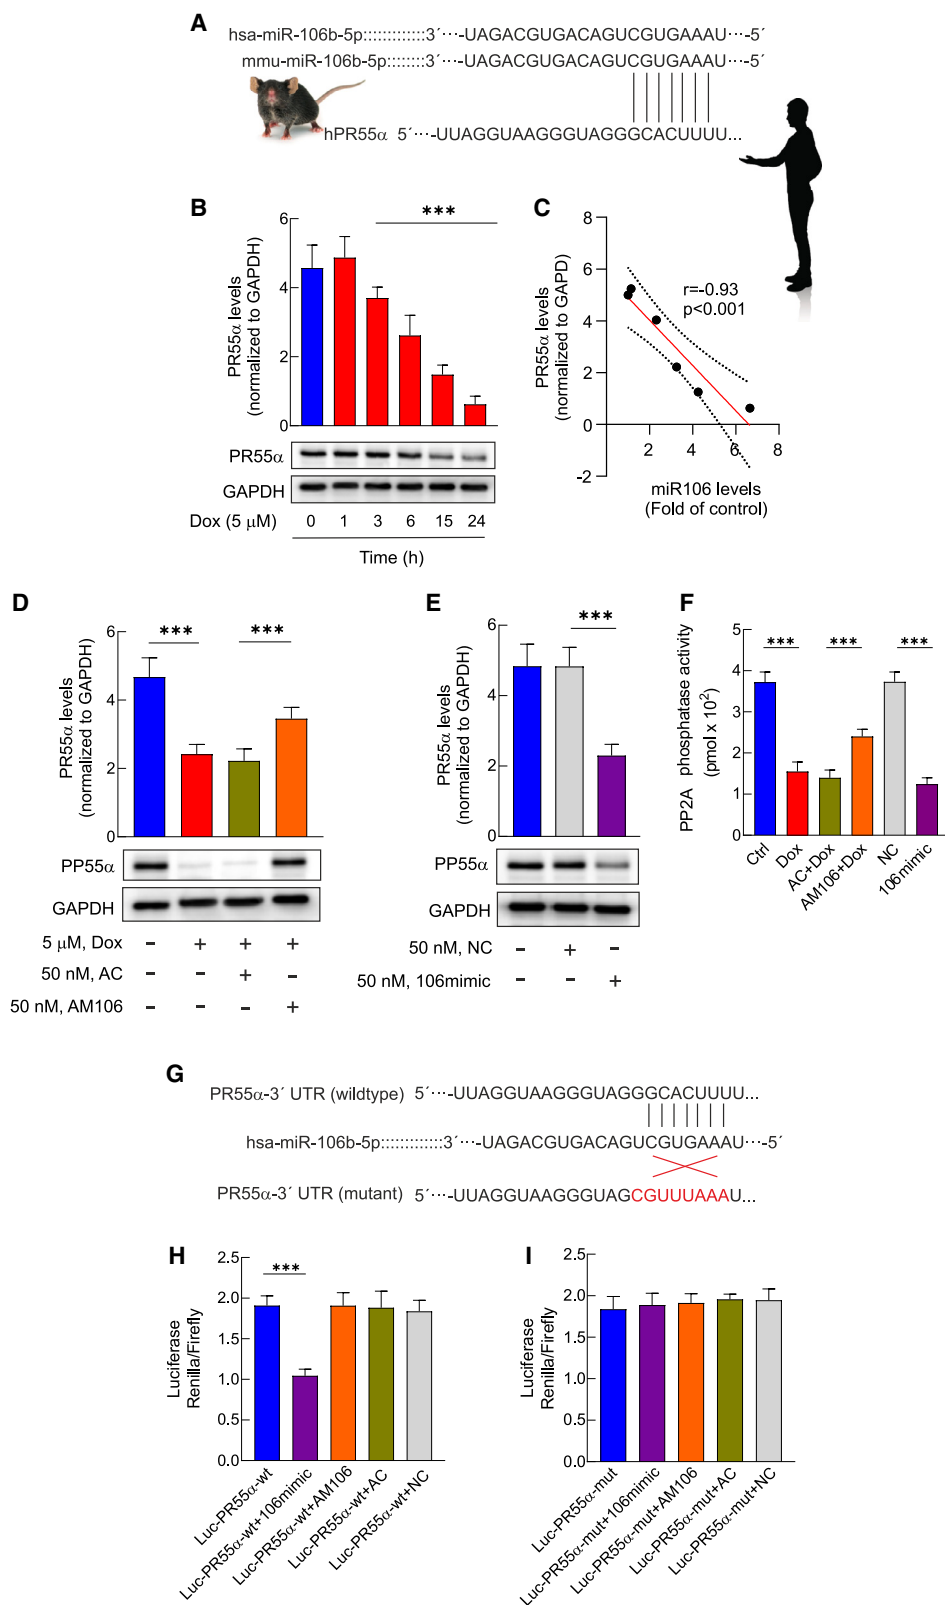 A
hsa-miR-106b-5p:::::::::::::3´···-UAGACGUGACAGUCGUGAAAU···-5´
mmu-miR-106b-5p::::::::3´···-UAGACGUGACAGUCGUGAAAU···-5´
hPR55α 5´···-UUAGGUAAGGGUAGGGCACUUUU...
B
PR55α levels
(normalized to GAPDH)
6
4
2
0
***
PR55α
GAPDH
Dox (5 μM) 0 1 3 6 15 24
Time (h)
C
PR55α levels
(normalized to GAPD)
8
6
4
2
0
-2
r=-0.93
p<0.001
2 4 6 8
miR106 levels
(Fold of control)
D
PR55α levels
(normalized to GAPDH)
6
4
2
0
*** ***
PP55α
GAPDH
5 μM, Dox - + + +
50 nM, AC - - + -
50 nM, AM106 - - - +
E
PR55α levels
(normalized to GAPDH)
6
4
2
0
***
PP55α
GAPDH
50 nM, NC - + -
50 nM, 106mimic - - +
F
PP2A phosphatase activity
(pmol x 10²)
5
4
3
2
1
0
*** *** ***
Ctrl
Dox
AC+Dox
AM106+Dox
NC
106mimic
G
PR55α-3´ UTR (wildtype) 5´···-UUAGGUAAGGGUAGGGCACUUUU...
hsa-miR-106b-5p:::::::::::::3´···-UAGACGUGACAGUCGUGAAAU···-5´
PR55α-3´ UTR (mutant) 5´···-UUAGGUAAGGGUAGCGUUUAAAU...
H
Luciferase
Renilla/Firefly
2.5
2.0
1.5
1.0
0.5
0.0
***
Luc-PR55α-wt
Luc-PR55α-wt+106mimic
Luc-PR55α-wt+AM106
Luc-PR55α-wt+AC
Luc-PR55α-wt+NC
I
Luciferase
Renilla/Firefly
2.5
2.0
1.5
1.0
0.5
0.0
Luc-PR55α-mut
Luc-PR55α-mut+106mimic
Luc-PR55α-mut+AM106
Luc-PR55α-mut+AC
Luc-PR55α-mut+NC